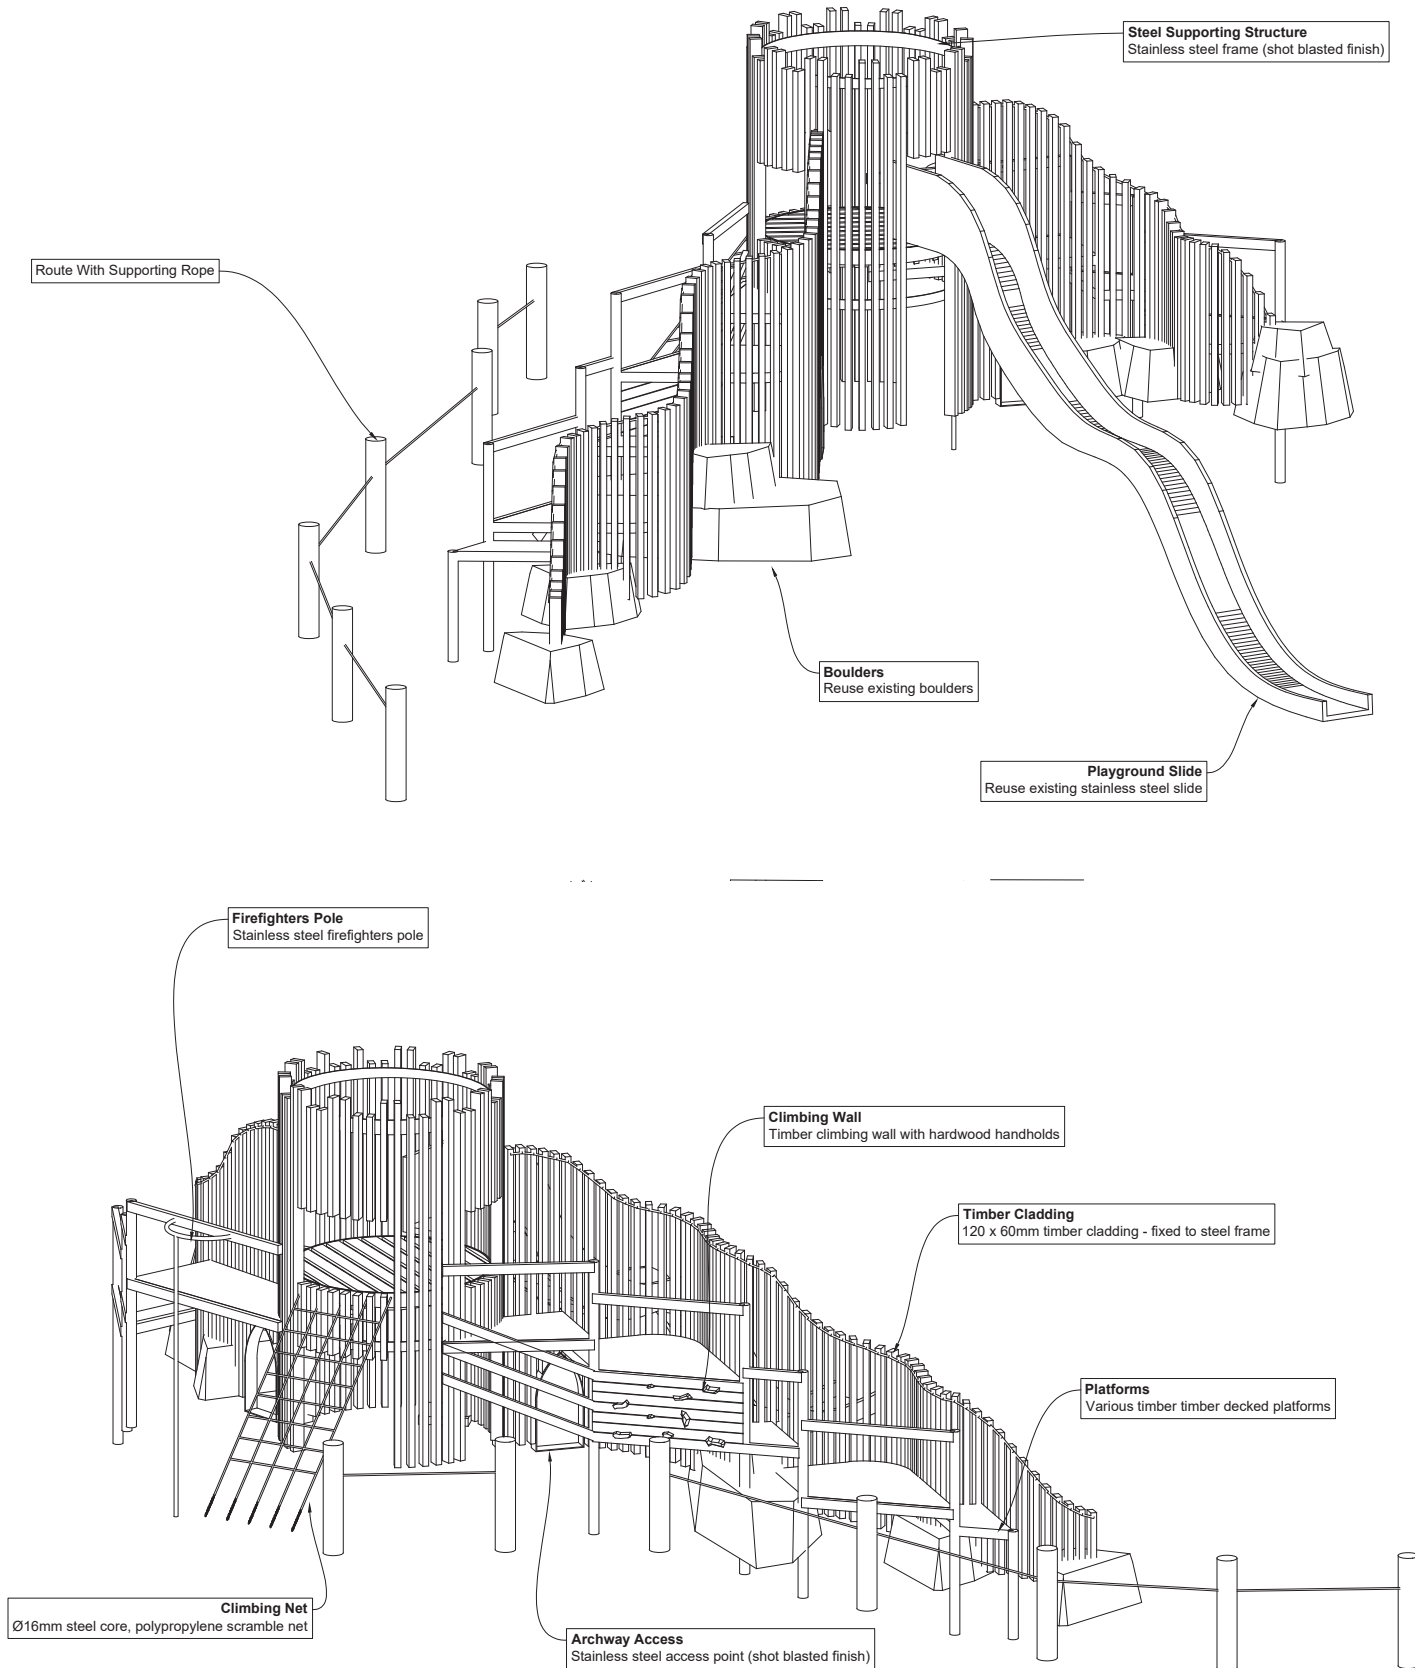 Steel Supporting Structure
Stainless steel frame (shot blasted finish)
Route With Supporting Rope
Boulders
Reuse existing boulders
Playground Slide
Reuse existing stainless steel slide
Firefighters Pole
Stainless steel firefighters pole
Climbing Wall
Timber climbing wall with hardwood handholds
Timber Cladding
120 x 60mm timber cladding - fixed to steel frame
Platforms
Various timber timber decked platforms
Climbing Net
Ø16mm steel core, polypropylene scramble net
Archway Access
Stainless steel access point (shot blasted finish)